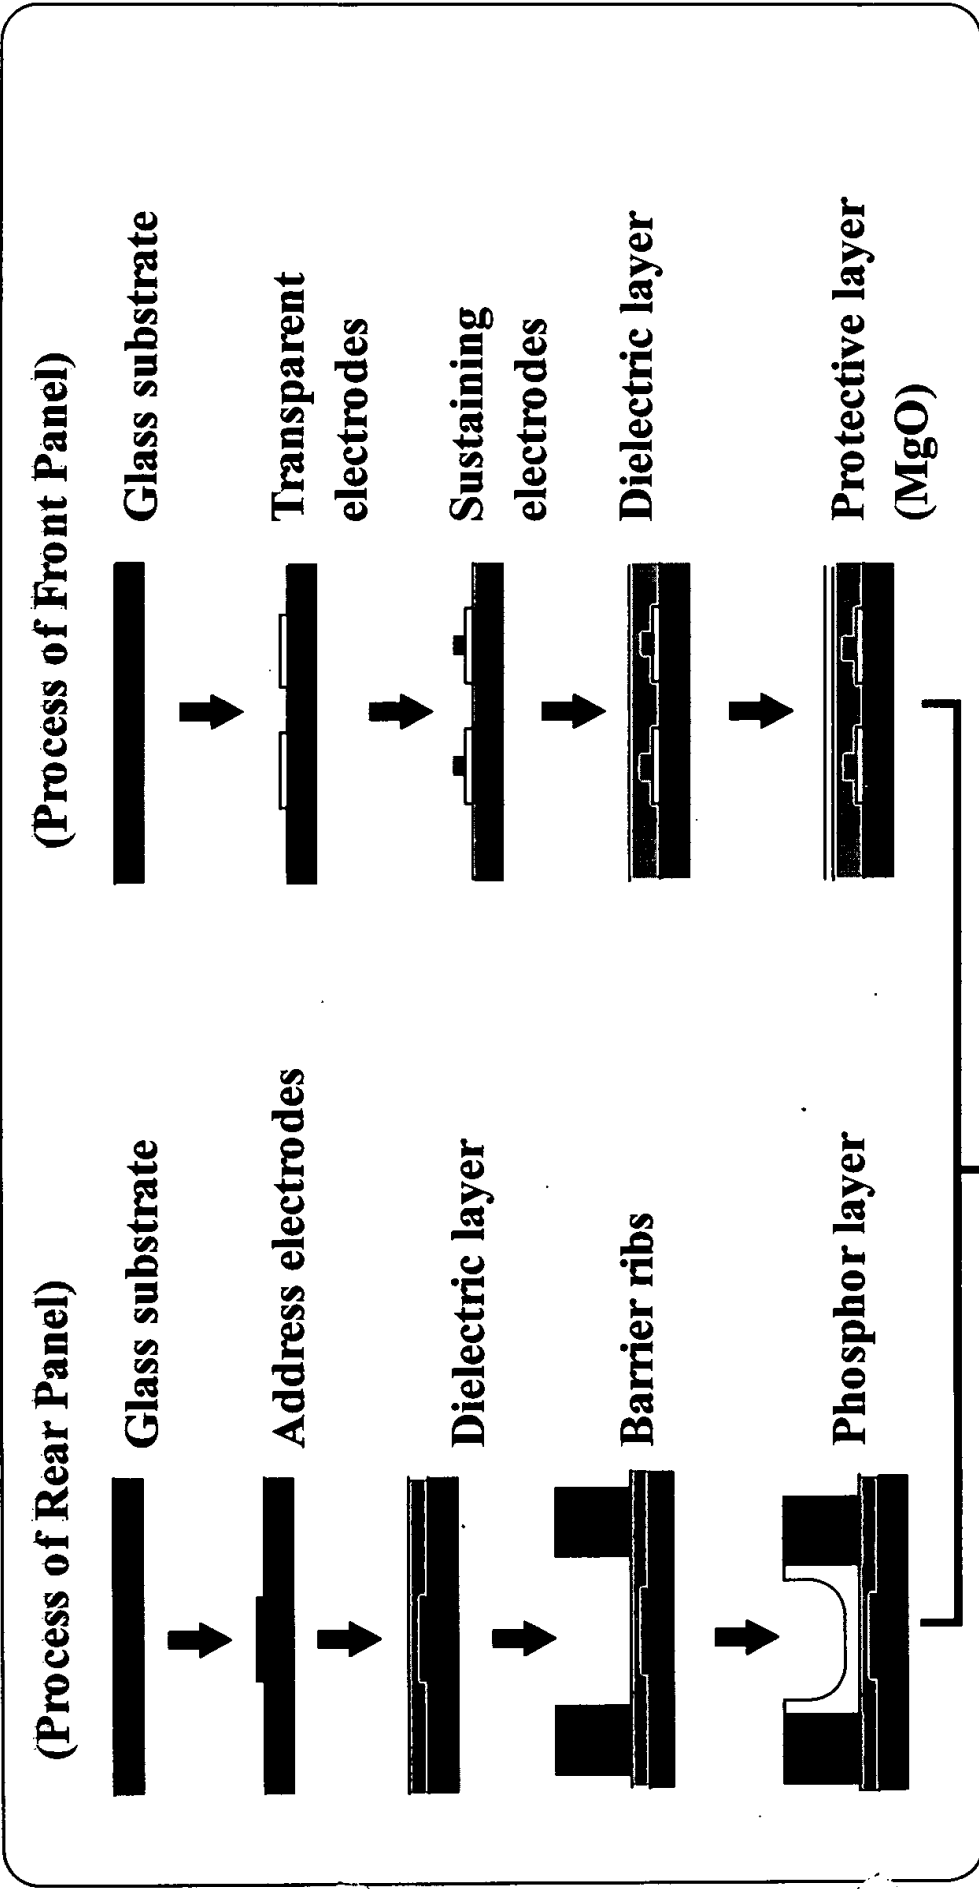 (Process of Rear Panel)
Glass substrate
Address electrodes
Dielectric layer
Barrier ribs
Phosphor layer
(Process of Front Panel)
Glass substrate
Transparent
electrodes
Sustaining
electrodes
Dielectric layer
Protective layer
(MgO)